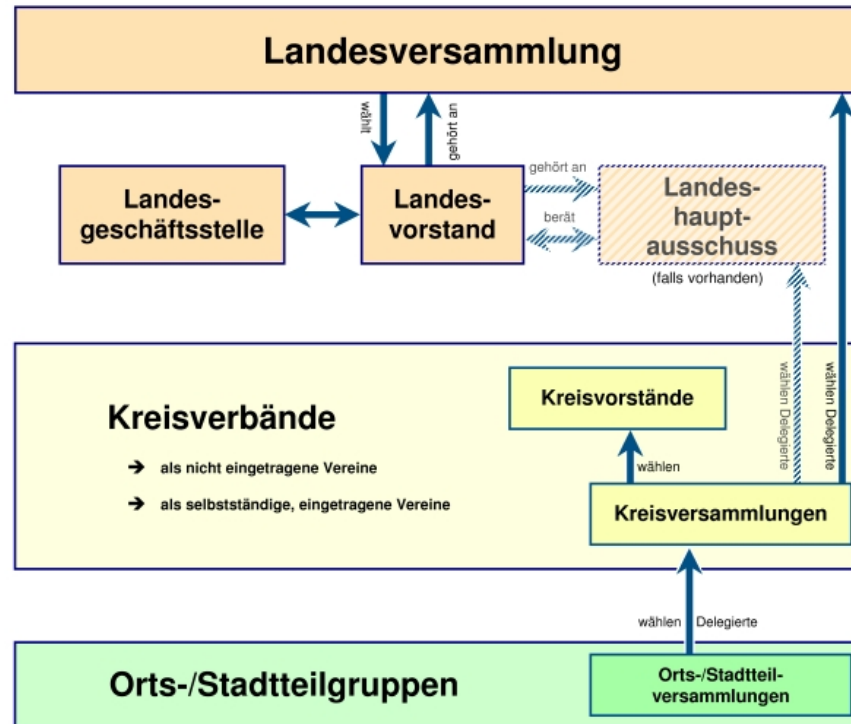 Landesversammlung
wählt
gehört an
Landes-
geschäftsstelle
Landes-
vorstand
gehört an
berät
Landes-
haupt-
ausschuss
(falls vorhanden)
Kreisverbände
➔ als nicht eingetragene Vereine
➔ als selbstständige, eingetragene Vereine
Kreisvorstände
wählen
Kreisversammlungen
wählen Delegierte
wählen Delegierte
wählen Delegierte
Orts-/Stadtteilgruppen
Orts-/Stadtteil-
versammlungen